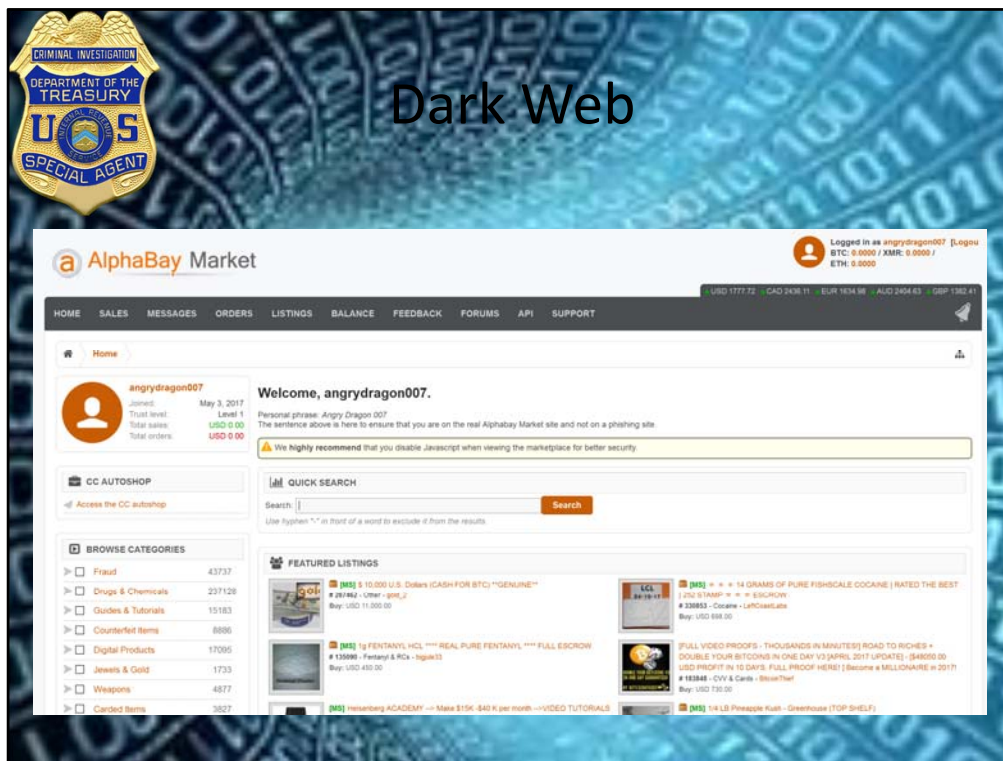 CRIMINAL INVESTIGATION
DEPARTMENT OF THE
TREASURY
INTERNAL REVENUE
SERVICE
U S
SPECIAL AGENT
Dark Web
a AlphaBay Market
Logged in as angrydragon007 [Logou
BTC: 0.0000 / XMR: 0.0000 /
ETH: 0.0000
USD 1777.72 CAD 2436.11 EUR 1634.98 AUD 2404.63 GBP 1382.41
HOME SALES MESSAGES ORDERS LISTINGS BALANCE FEEDBACK FORUMS API SUPPORT
Home
angrydragon007
Joined: May 3, 2017
Trust level: Level 1
Total sales: USD 0.00
Total orders: USD 0.00
Welcome, angrydragon007.
Personal phrase: Angry Dragon 007
The sentence above is here to ensure that you are on the real Alphabay Market site and not on a phishing site.
We highly recommend that you disable Javascript when viewing the marketplace for better security.
CC AUTOSHOP
Access the CC autoshop
QUICK SEARCH
Search: Search
Use hyphen "-" in front of a word to exclude it from the results.
BROWSE CATEGORIES
Fraud 43737
Drugs & Chemicals 237128
Guides & Tutorials 15183
Counterfeit Items 8886
Digital Products 17095
Jewels & Gold 1733
Weapons 4877
Carded Items 3827
FEATURED LISTINGS
[MS] $ 10,000 U.S. Dollars (CASH FOR BTC) **GENUINE**
# 287462 - Other - gold_2
Buy: USD 11,000.00
[MS] 1g FENTANYL HCL **** REAL PURE FENTANYL **** FULL ESCROW
# 135090 - Fentanyl & RCs -
Buy: USD 450.00
[MS] Heisenberg ACADEMY --> Make $15K -$40 K per month -->VIDEO TUTORIALS
[MS] 14 GRAMS OF PURE FISHSCALE COCAINE | RATED THE BEST
| 252 STAMP = = = ESCROW
# 330853 - Cocaine - LeftCoastLabs
Buy: USD 698.00
[FULL VIDEO PROOFS - THOUSANDS IN MINUTES!] ROAD TO RICHES +
DOUBLE YOUR BITCOINS IN ONE DAY V3 [APRIL 2017 UPDATE] -
USD PROFIT IN 10 DAYS. FULL PROOF HERE! ] Become a MILLIONAIRE in 2017!
# 183848 - CVV & Cards - BitcoinThief
Buy: USD 730.00
[MS] 1/4 LB Pineapple Kush - Greenhouse (TOP SHELF)